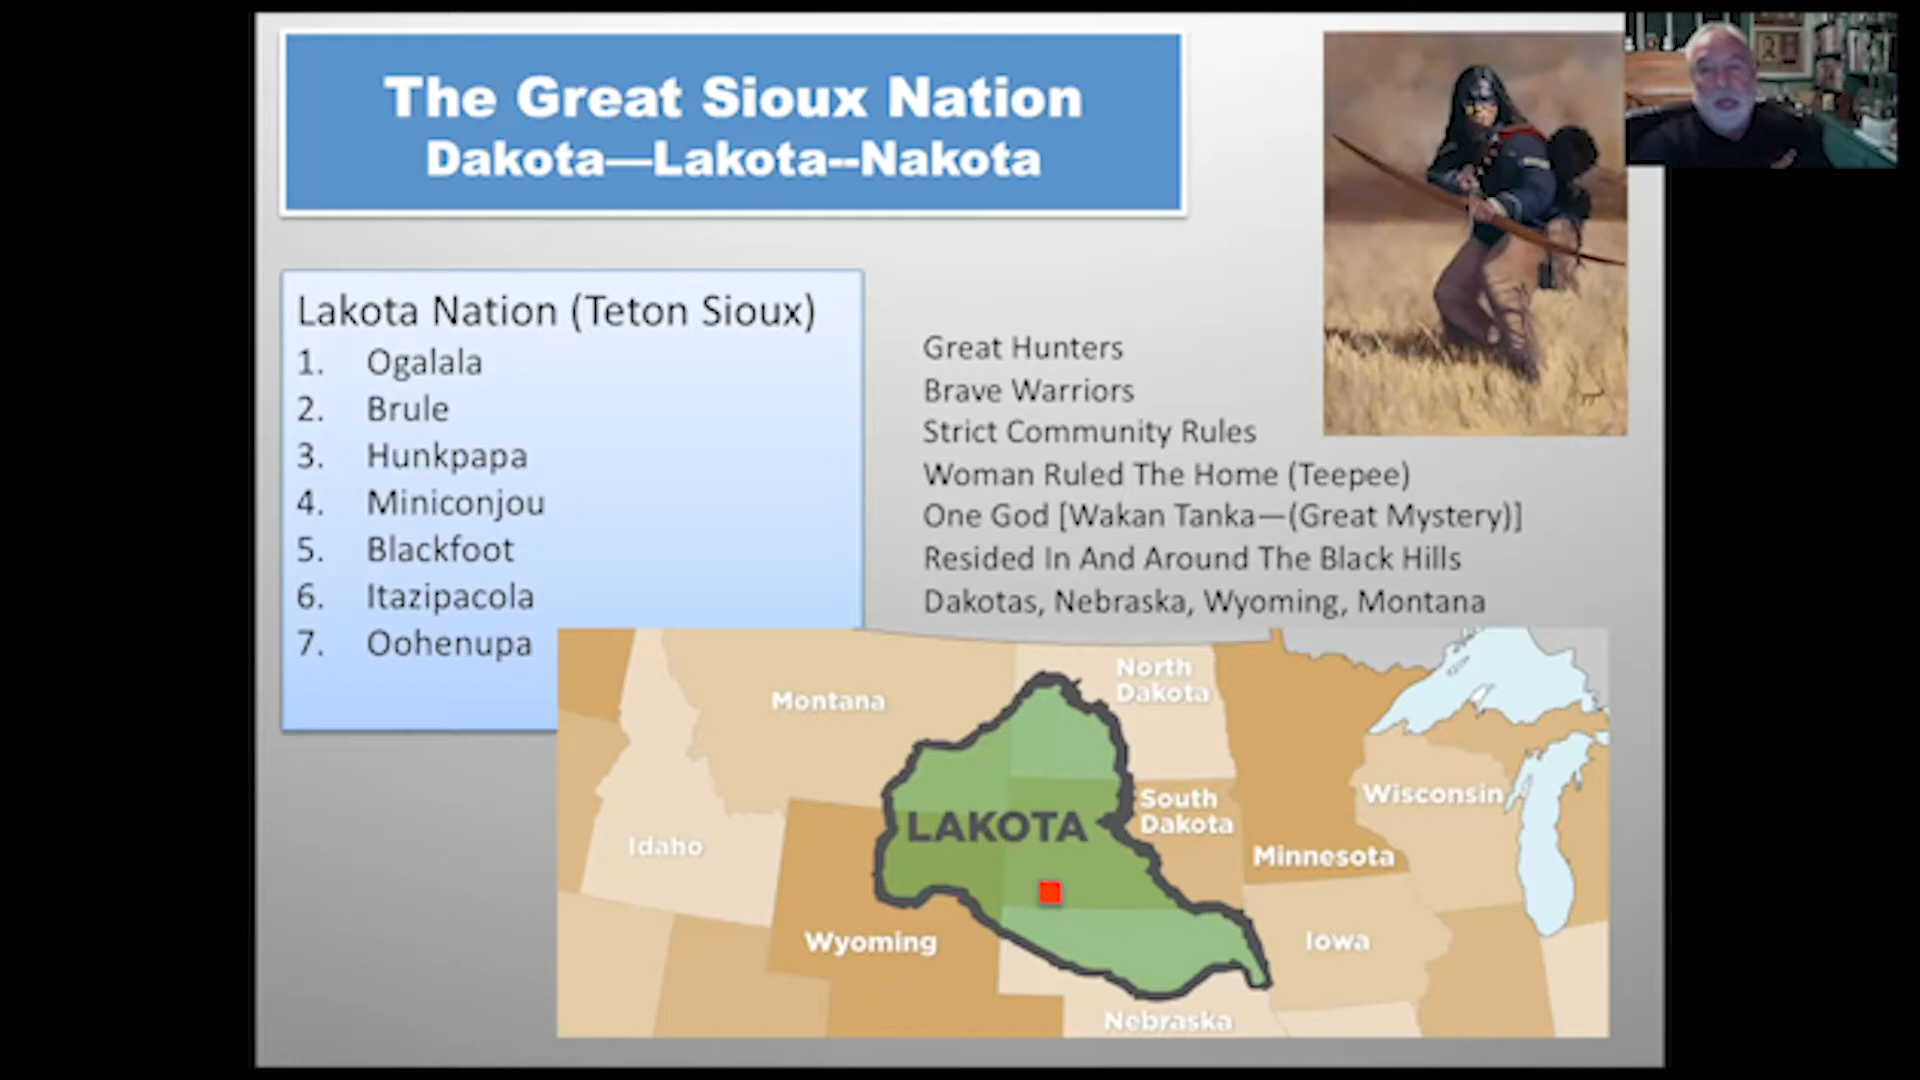 The Great Sioux Nation
Dakota—Lakota--Nakota
Lakota Nation (Teton Sioux)
1. Ogalala
2. Brule
3. Hunkpapa
4. Miniconjou
5. Blackfoot
6. Itazipacola
7. Oohenupa
Great Hunters
Brave Warriors
Strict Community Rules
Woman Ruled The Home (Teepee)
One God [Wakan Tanka—(Great Mystery)]
Resided In And Around The Black Hills
Dakotas, Nebraska, Wyoming, Montana
North
Dakota
Montana
South
Dakota
Wisconsin
LAKOTA
Idaho
Minnesota
Wyoming
Iowa
Nebraska